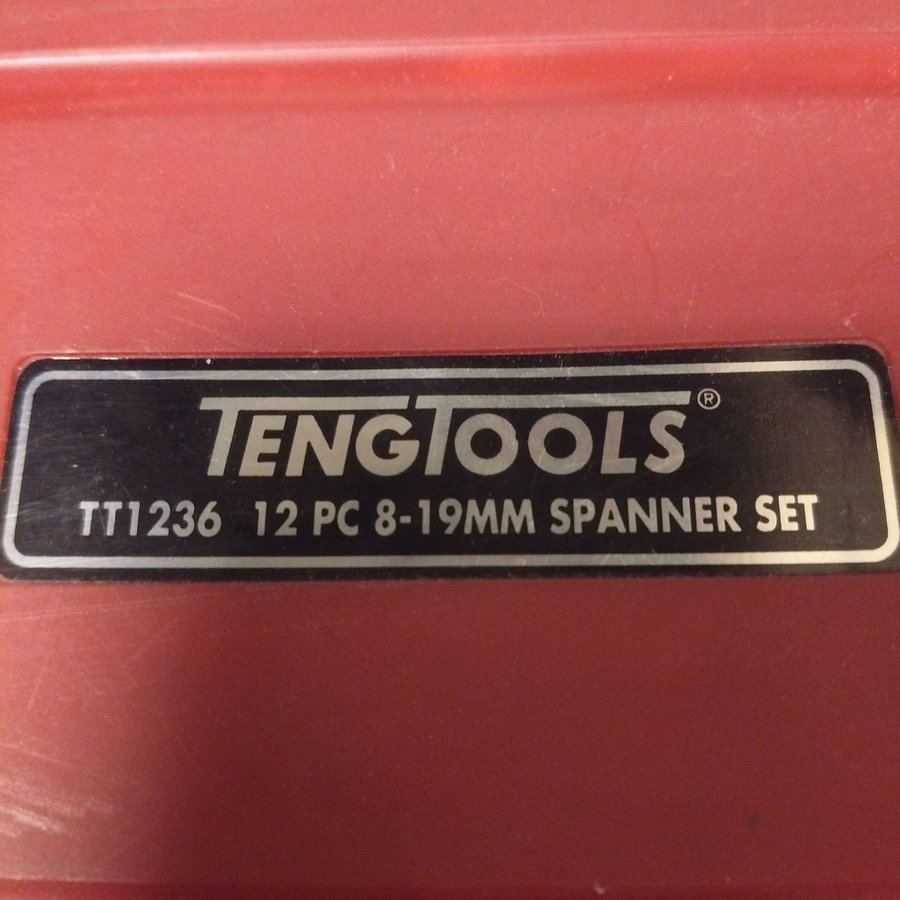 TENGTOOLS®
TT1236 12 PC 8-19MM SPANNER SET